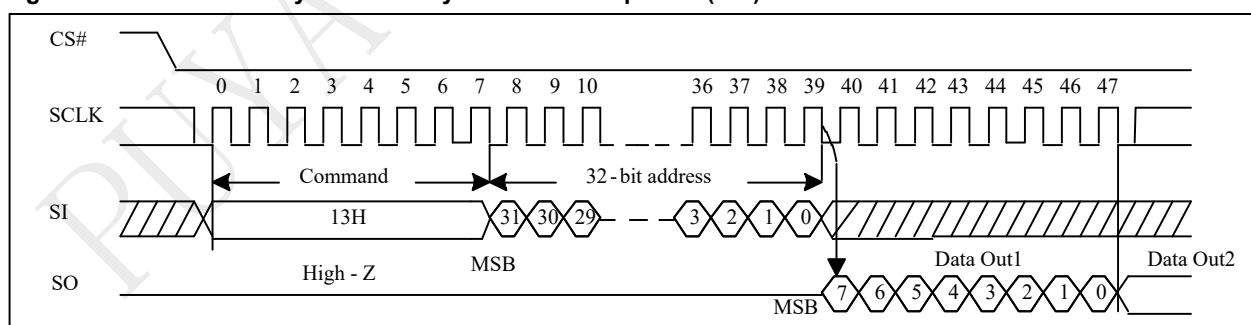 CS#
0 1 2 3 4 5 6 7 8 9 10 36 37 38 39 40 41 42 43 44 45 46 47
SCLK
Command 32-bit address
SI 13H 31 30 29 3 2 1 0
High - Z MSB Data Out1 Data Out2
SO MSB 7 6 5 4 3 2 1 0
PUYA